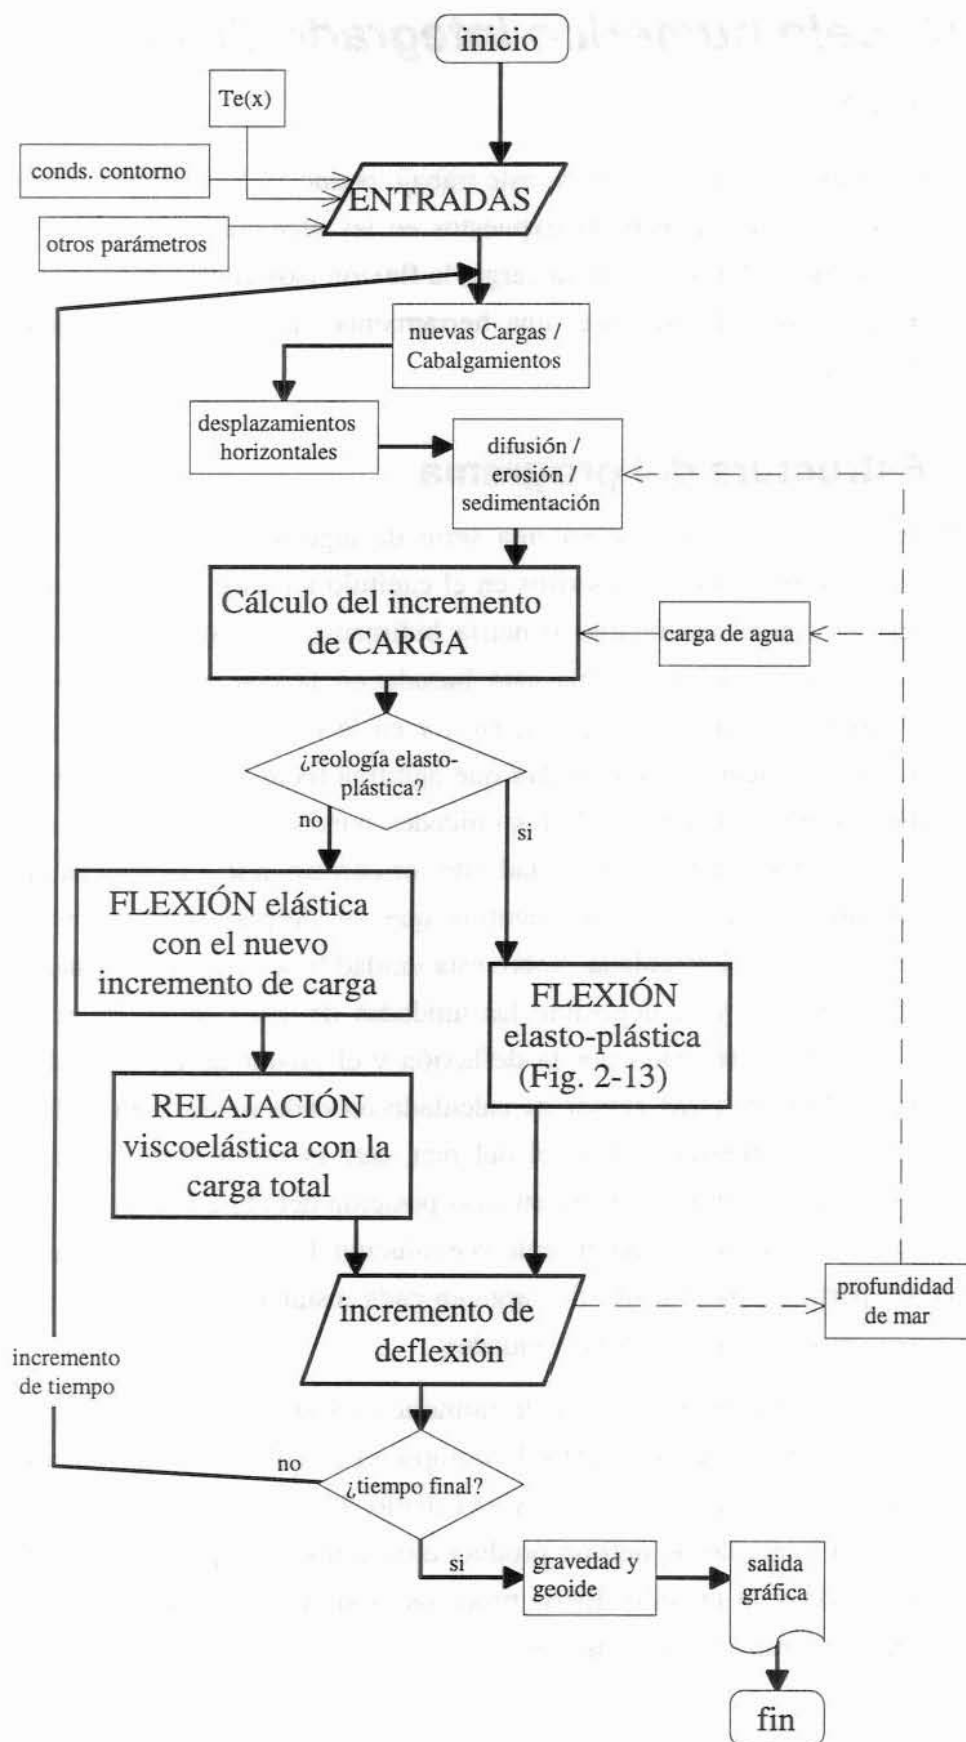 inicio
Te(x)
conds. contorno
ENTRADAS
otros parámetros
nuevas Cargas /
Cabalgamientos
desplazamientos
horizontales
difusión /
erosión /
sedimentación
Cálculo del incremento
de CARGA
carga de agua
¿reología elasto-
plástica?
no
si
FLEXIÓN elástica
con el nuevo
incremento de carga
FLEXIÓN
elasto-plástica
(Fig. 2-13)
RELAJACIÓN
viscoelástica con la
carga total
incremento de
deflexión
profundidad
de mar
incremento
de tiempo
no
¿tiempo final?
si
gravedad y
geoide
salida
gráfica
fin